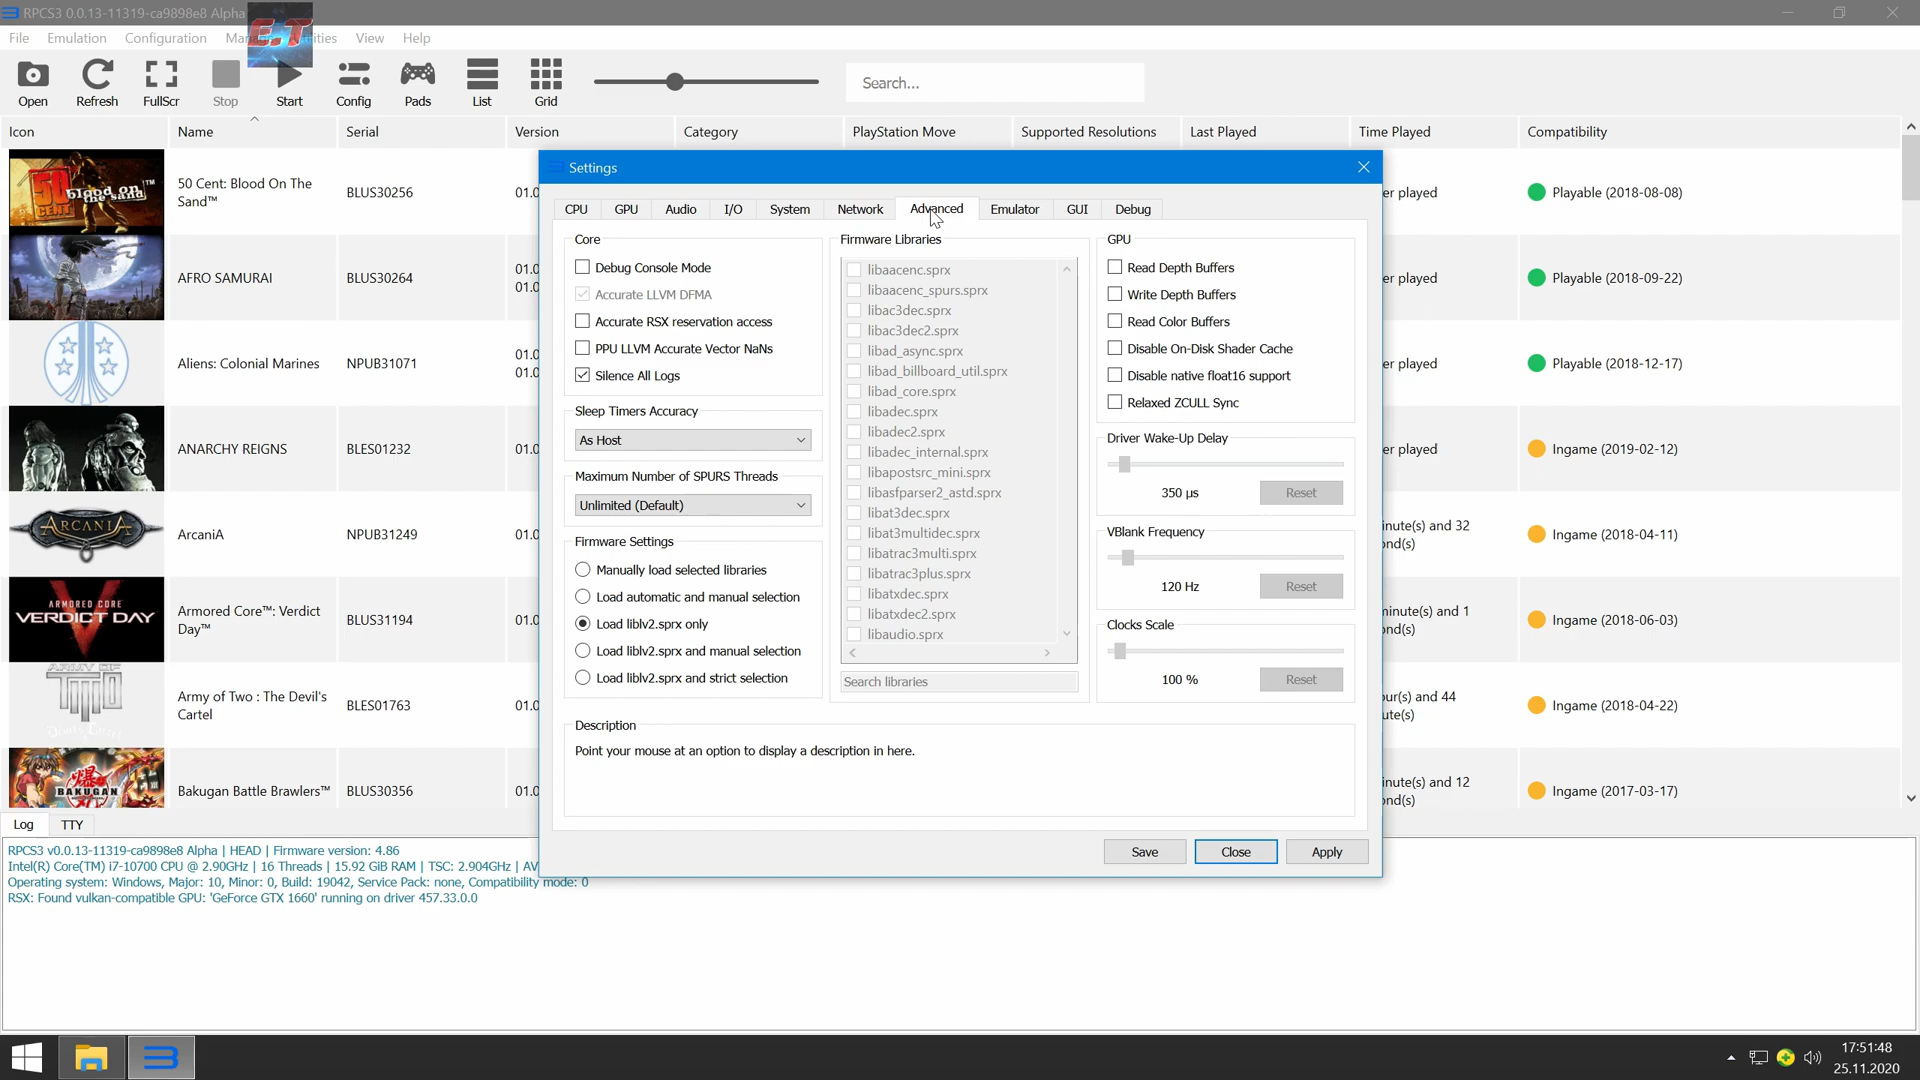 RPCS3 0.0.13-11319-ca9898e8 Alpha
E.T
File Emulation Configuration View Help
Open Refresh FullScr Stop Start Config Pads List Grid
Search...
Icon Name Serial Version Category PlayStation Move Supported Resolutions Last Played Time Played Compatibility
50 Cent: Blood On The
Sand™
BLUS30256
Playable (2018-08-08)
AFRO SAMURAI BLUS30264
Playable (2018-09-22)
Aliens: Colonial Marines NPUB31071
Playable (2018-12-17)
ANARCHY REIGNS BLES01232
Ingame (2019-02-12)
ARCANIA
ArcaniA NPUB31249
Ingame (2018-04-11)
ARMORED CORE
VERDICT DAY
Armored Core™: Verdict
Day™
BLUS31194
Ingame (2018-06-03)
ARMY OF
Army of Two : The Devil's
Cartel
BLES01763
Ingame (2018-04-22)
BAKUGAN
Bakugan Battle Brawlers™ BLUS30356
Ingame (2017-03-17)
Settings
CPU GPU Audio I/O System Network Advanced Emulator GUI Debug
Core
Debug Console Mode
Accurate LLVM DFMA
Accurate RSX reservation access
PPU LLVM Accurate Vector NaNs
Silence All Logs
Sleep Timers Accuracy
As Host
Maximum Number of SPURS Threads
Unlimited (Default)
Firmware Settings
Manually load selected libraries
Load automatic and manual selection
Load liblv2.sprx only
Load liblv2.sprx and manual selection
Load liblv2.sprx and strict selection
Firmware Libraries
libaacenc.sprx
libaacenc_spurs.sprx
libac3dec.sprx
libac3dec2.sprx
libad_async.sprx
libad_billboard_util.sprx
libad_core.sprx
libadec.sprx
libadec2.sprx
libadec_internal.sprx
libapostsrc_mini.sprx
libasfparser2_astd.sprx
libat3dec.sprx
libat3multidec.sprx
libatrac3multi.sprx
libatrac3plus.sprx
libatxdec.sprx
libatxdec2.sprx
libaudio.sprx
Search libraries
GPU
Read Depth Buffers
Write Depth Buffers
Read Color Buffers
Disable On-Disk Shader Cache
Disable native float16 support
Relaxed ZCULL Sync
Driver Wake-Up Delay
350 µs Reset
VBlank Frequency
120 Hz Reset
Clocks Scale
100 % Reset
Description
Point your mouse at an option to display a description in here.
Save Close Apply
Log TTY
RPCS3 v0.0.13-11319-ca9898e8 Alpha | HEAD | Firmware version: 4.86
Intel(R) Core(TM) i7-10700 CPU @ 2.90GHz | 16 Threads | 15.92 GiB RAM | TSC: 2.904GHz | AV
Operating system: Windows, Major: 10, Minor: 0, Build: 19042, Service Pack: none, Compatibility mode: 0
RSX: Found vulkan-compatible GPU: 'GeForce GTX 1660' running on driver 457.33.0.0
17:51:48
25.11.2020